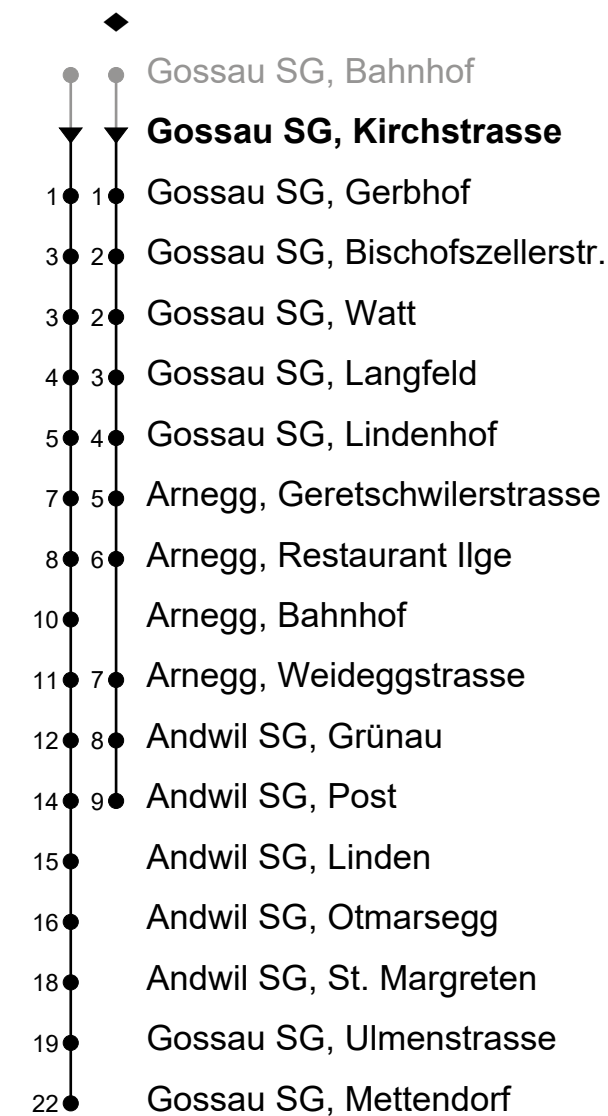 Gossau SG, Bahnhof
Gossau SG, Kirchstrasse
1 1 Gossau SG, Gerbhof
3 2 Gossau SG, Bischofszellerstr.
3 2 Gossau SG, Watt
4 3 Gossau SG, Langfeld
5 4 Gossau SG, Lindenhof
7 5 Arnegg, Geretschwilerstrasse
8 6 Arnegg, Restaurant Ilge
10 Arnegg, Bahnhof
11 7 Arnegg, Weideggstrasse
12 8 Andwil SG, Grünau
14 9 Andwil SG, Post
15 Andwil SG, Linden
16 Andwil SG, Otmarsegg
18 Andwil SG, St. Margreten
19 Gossau SG, Ulmenstrasse
22 Gossau SG, Mettendorf